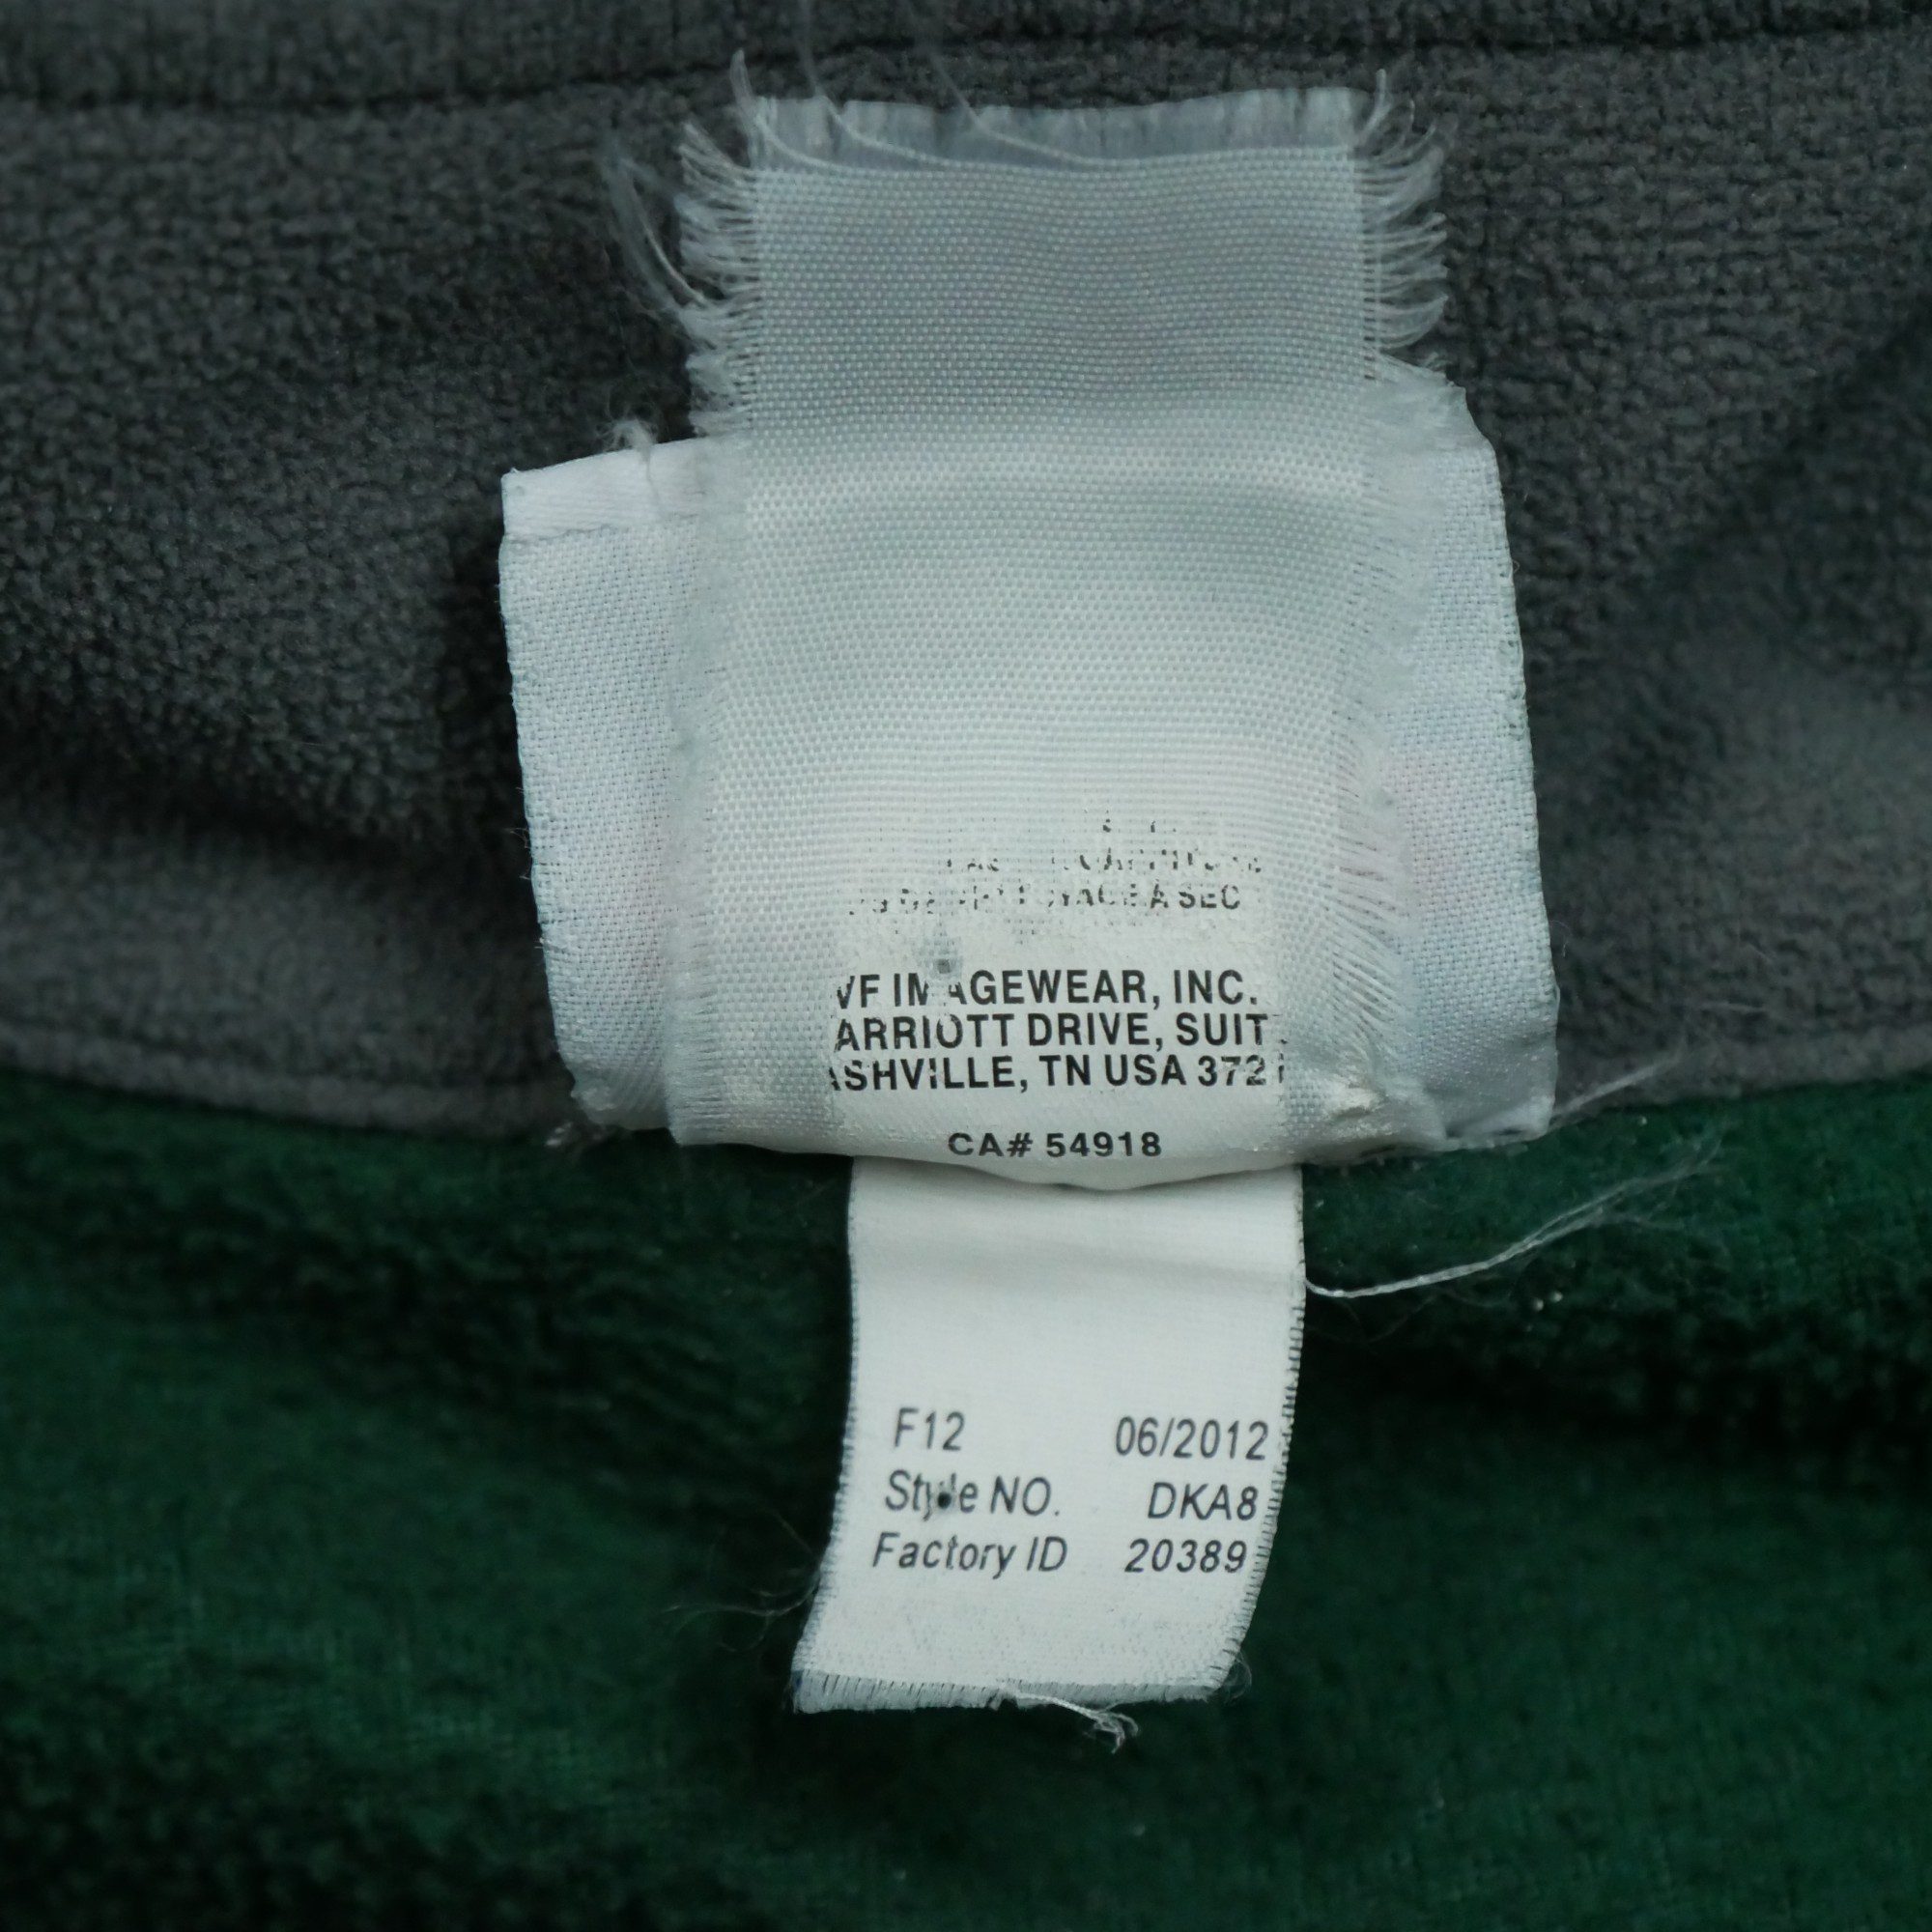 A SEC
VF IMAGEWEAR, INC.
ARRIOTT DRIVE, SUIT
ASHVILLE, TN USA 372
CA# 54918
F12 06/2012
Style NO. DKA8
Factory ID 20389